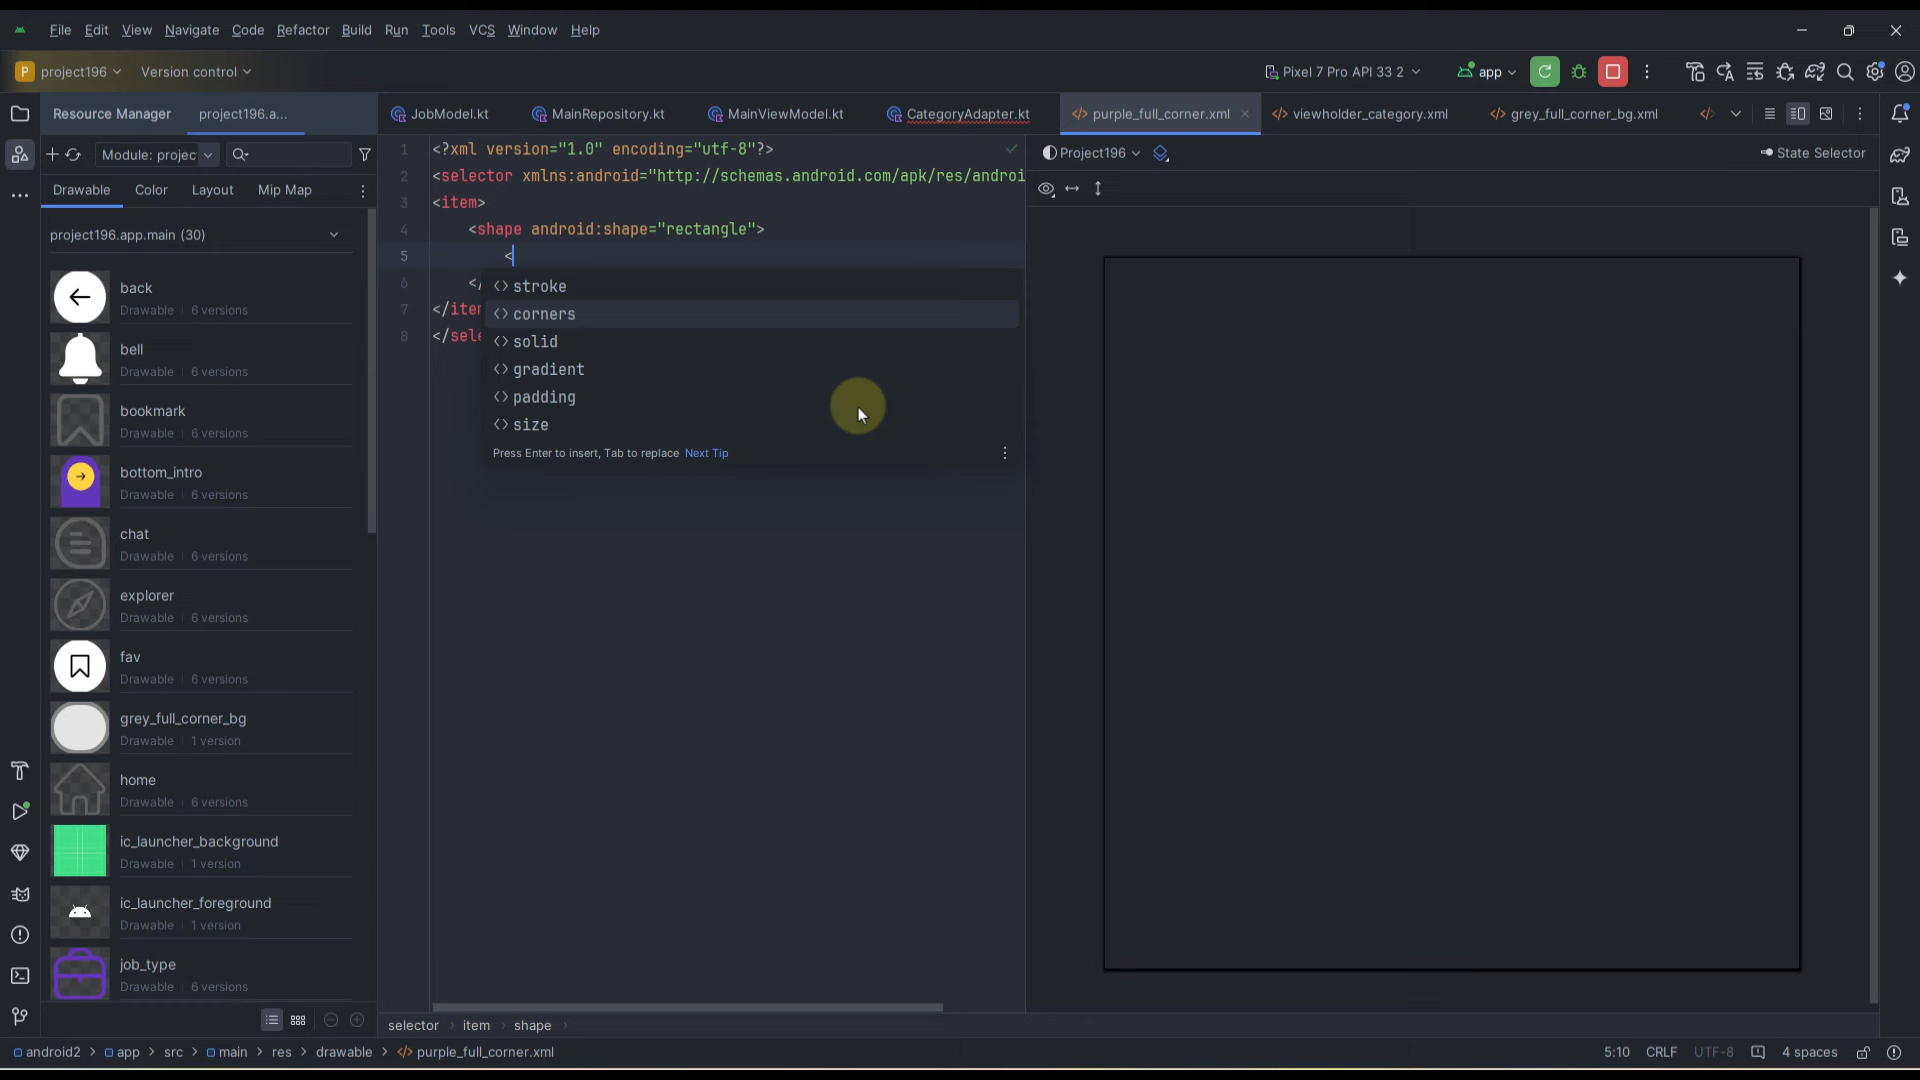 File Edit View Navigate Code Refactor Build Run Tools VCS Window Help
P project196 Version control
Pixel 7 Pro API 33 2 app
Resource Manager project196.a...
JobModel.kt MainRepository.kt MainViewModel.kt CategoryAdapter.kt purple_full_corner.xml viewholder_category.xml grey_full_corner_bg.xml
Module: projec
Drawable Color Layout Mip Map
project196.app.main (30)
back
Drawable | 6 versions
bell
Drawable | 6 versions
bookmark
Drawable | 6 versions
bottom_intro
Drawable | 6 versions
chat
Drawable | 6 versions
explorer
Drawable | 6 versions
fav
Drawable | 6 versions
grey_full_corner_bg
Drawable | 1 version
home
Drawable | 6 versions
ic_launcher_background
Drawable | 1 version
ic_launcher_foreground
Drawable | 1 version
job_type
Drawable | 6 versions
1 <?xml version="1.0" encoding="utf-8"?>
2 <selector xmlns:android="http://schemas.android.com/apk/res/androi
3 <item>
4 <shape android:shape="rectangle">
5 <
6 </
7 </iter
8 </sele
<> stroke
<> corners
<> solid
<> gradient
<> padding
<> size
Press Enter to insert, Tab to replace Next Tip
Project196 State Selector
selector > item > shape >
android2 > app > src > main > res > drawable > purple_full_corner.xml
5:10 CRLF UTF-8 4 spaces